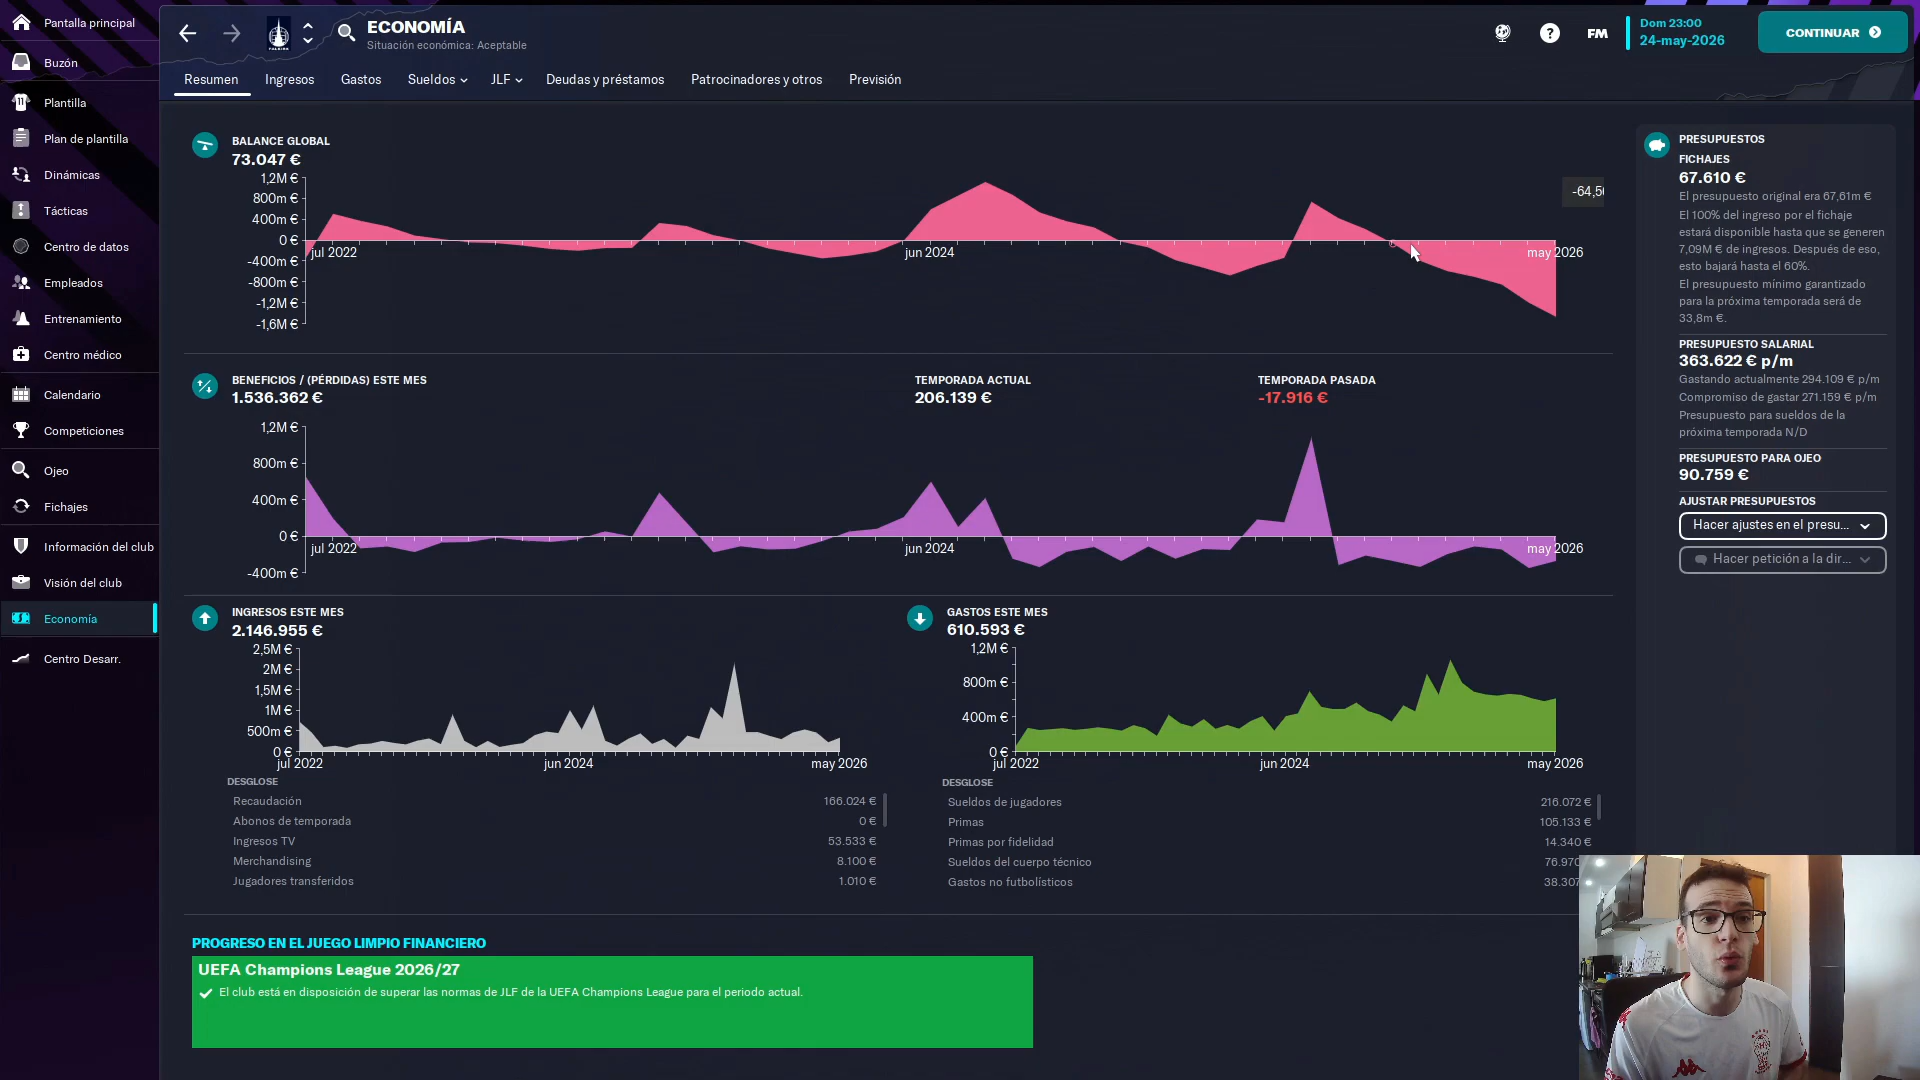 Pantalla principal
Buzón
Plantilla
Plan de plantilla
Dinámicas
Tácticas
Centro de datos
Empleados
Entrenamiento
Centro médico
Calendario
Competiciones
Ojeo
Fichajes
Información del club
Visión del club
Economía
Centro Desarr.
ECONOMÍA
Situación económica: Aceptable
FM
Dom 23:00
24-may-2026
CONTINUAR
Resumen
Ingresos
Gastos
Sueldos
JLF
Deudas y préstamos
Patrocinadores y otros
Previsión
BALANCE GLOBAL
73.047 €
1,2M €
800m €
400m €
0 €
-400m €
-800m €
-1,2M €
-1,6M €
jul 2022
jun 2024
may 2026
-64,5
BENEFICIOS / (PÉRDIDAS) ESTE MES
1.536.362 €
TEMPORADA ACTUAL
206.139 €
TEMPORADA PASADA
-17.916 €
1,2M €
800m €
400m €
0 €
-400m €
jul 2022
jun 2024
may 2026
INGRESOS ESTE MES
2.146.955 €
2,5M €
2M €
1,5M €
1M €
500m €
0 €
jul 2022
jun 2024
may 2026
DESGLOSE
Recaudación 166.024 €
Abonos de temporada 0 €
Ingresos TV 53.533 €
Merchandising 8.100 €
Jugadores transferidos 1.010 €
GASTOS ESTE MES
610.593 €
1,2M €
800m €
400m €
0 €
jul 2022
jun 2024
may 2026
DESGLOSE
Sueldos de jugadores 216.072 €
Primas 105.133 €
Primas por fidelidad 14.340 €
Sueldos del cuerpo técnico 76.970
Gastos no futbolísticos 38.307
PROGRESO EN EL JUEGO LIMPIO FINANCIERO
UEFA Champions League 2026/27
El club está en disposición de superar las normas de JLF de la UEFA Champions League para el periodo actual.
PRESUPUESTOS
FICHAJES
67.610 €
El presupuesto original era 67,61m €
El 100% del ingreso por el fichaje
estará disponible hasta que se generen
7,09M € de ingresos. Después de eso,
esto bajará hasta el 60%.
El presupuesto mínimo garantizado
para la próxima temporada será de
33,8m €.
PRESUPUESTO SALARIAL
363.622 € p/m
Gastando actualmente 294.109 € p/m
Compromiso de gastar 271.159 € p/m
Presupuesto para sueldos de la
próxima temporada N/D
PRESUPUESTO PARA OJEO
90.759 €
AJUSTAR PRESUPUESTOS
Hacer ajustes en el presu...
Hacer petición a la dir...